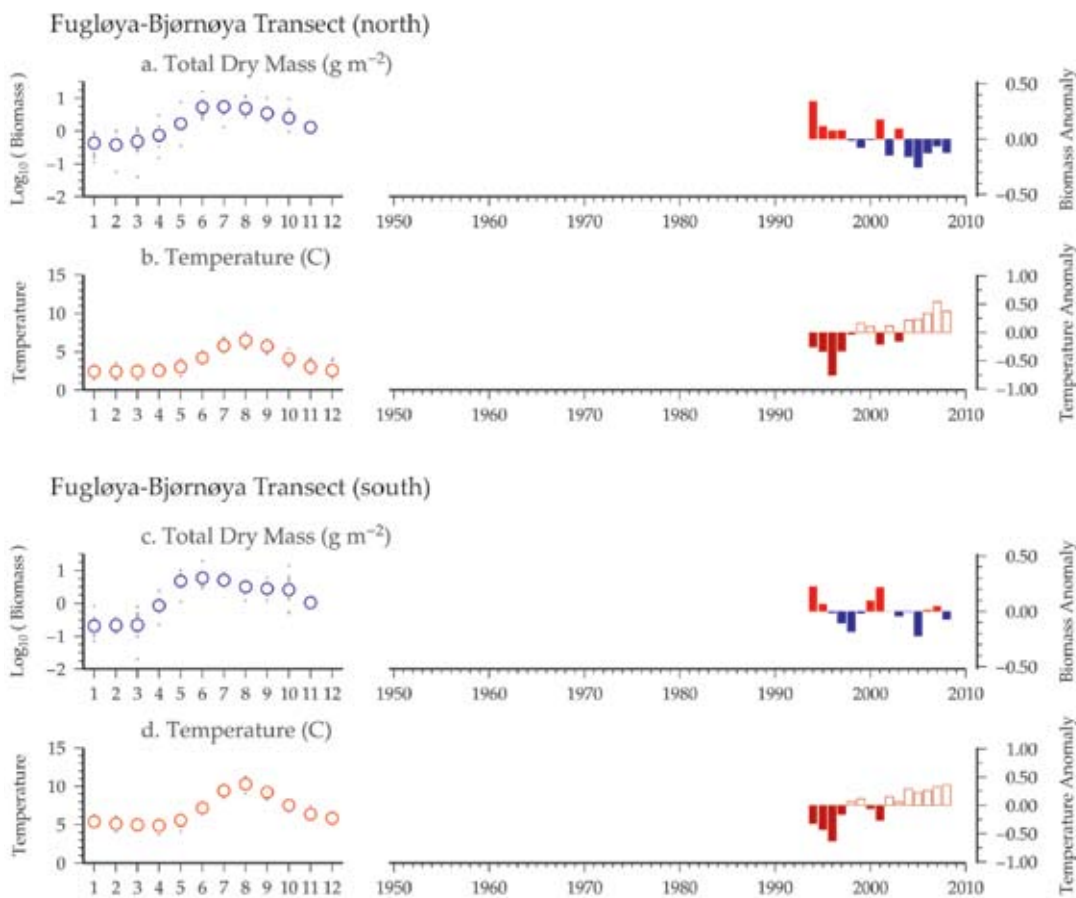 Fugløya-Bjørnøya Transect (north)
a. Total Dry Mass (g m⁻²)
Log₁₀ ( Biomass )
1
0
−1
−2
1 2 3 4 5 6 7 8 9 10 11 12
1950 1960 1970 1980 1990 2000 2010
0.50
0.00
−0.50
Biomass Anomaly
b. Temperature (C)
Temperature
15
10
5
0
1 2 3 4 5 6 7 8 9 10 11 12
1950 1960 1970 1980 1990 2000 2010
1.00
0.50
0.00
−0.50
−1.00
Temperature Anomaly
Fugløya-Bjørnøya Transect (south)
c. Total Dry Mass (g m⁻²)
Log₁₀ ( Biomass )
1
0
−1
−2
1 2 3 4 5 6 7 8 9 10 11 12
1950 1960 1970 1980 1990 2000 2010
0.50
0.00
−0.50
Biomass Anomaly
d. Temperature (C)
Temperature
15
10
5
0
1 2 3 4 5 6 7 8 9 10 11 12
1950 1960 1970 1980 1990 2000 2010
1.00
0.50
0.00
−0.50
−1.00
Temperature Anomaly